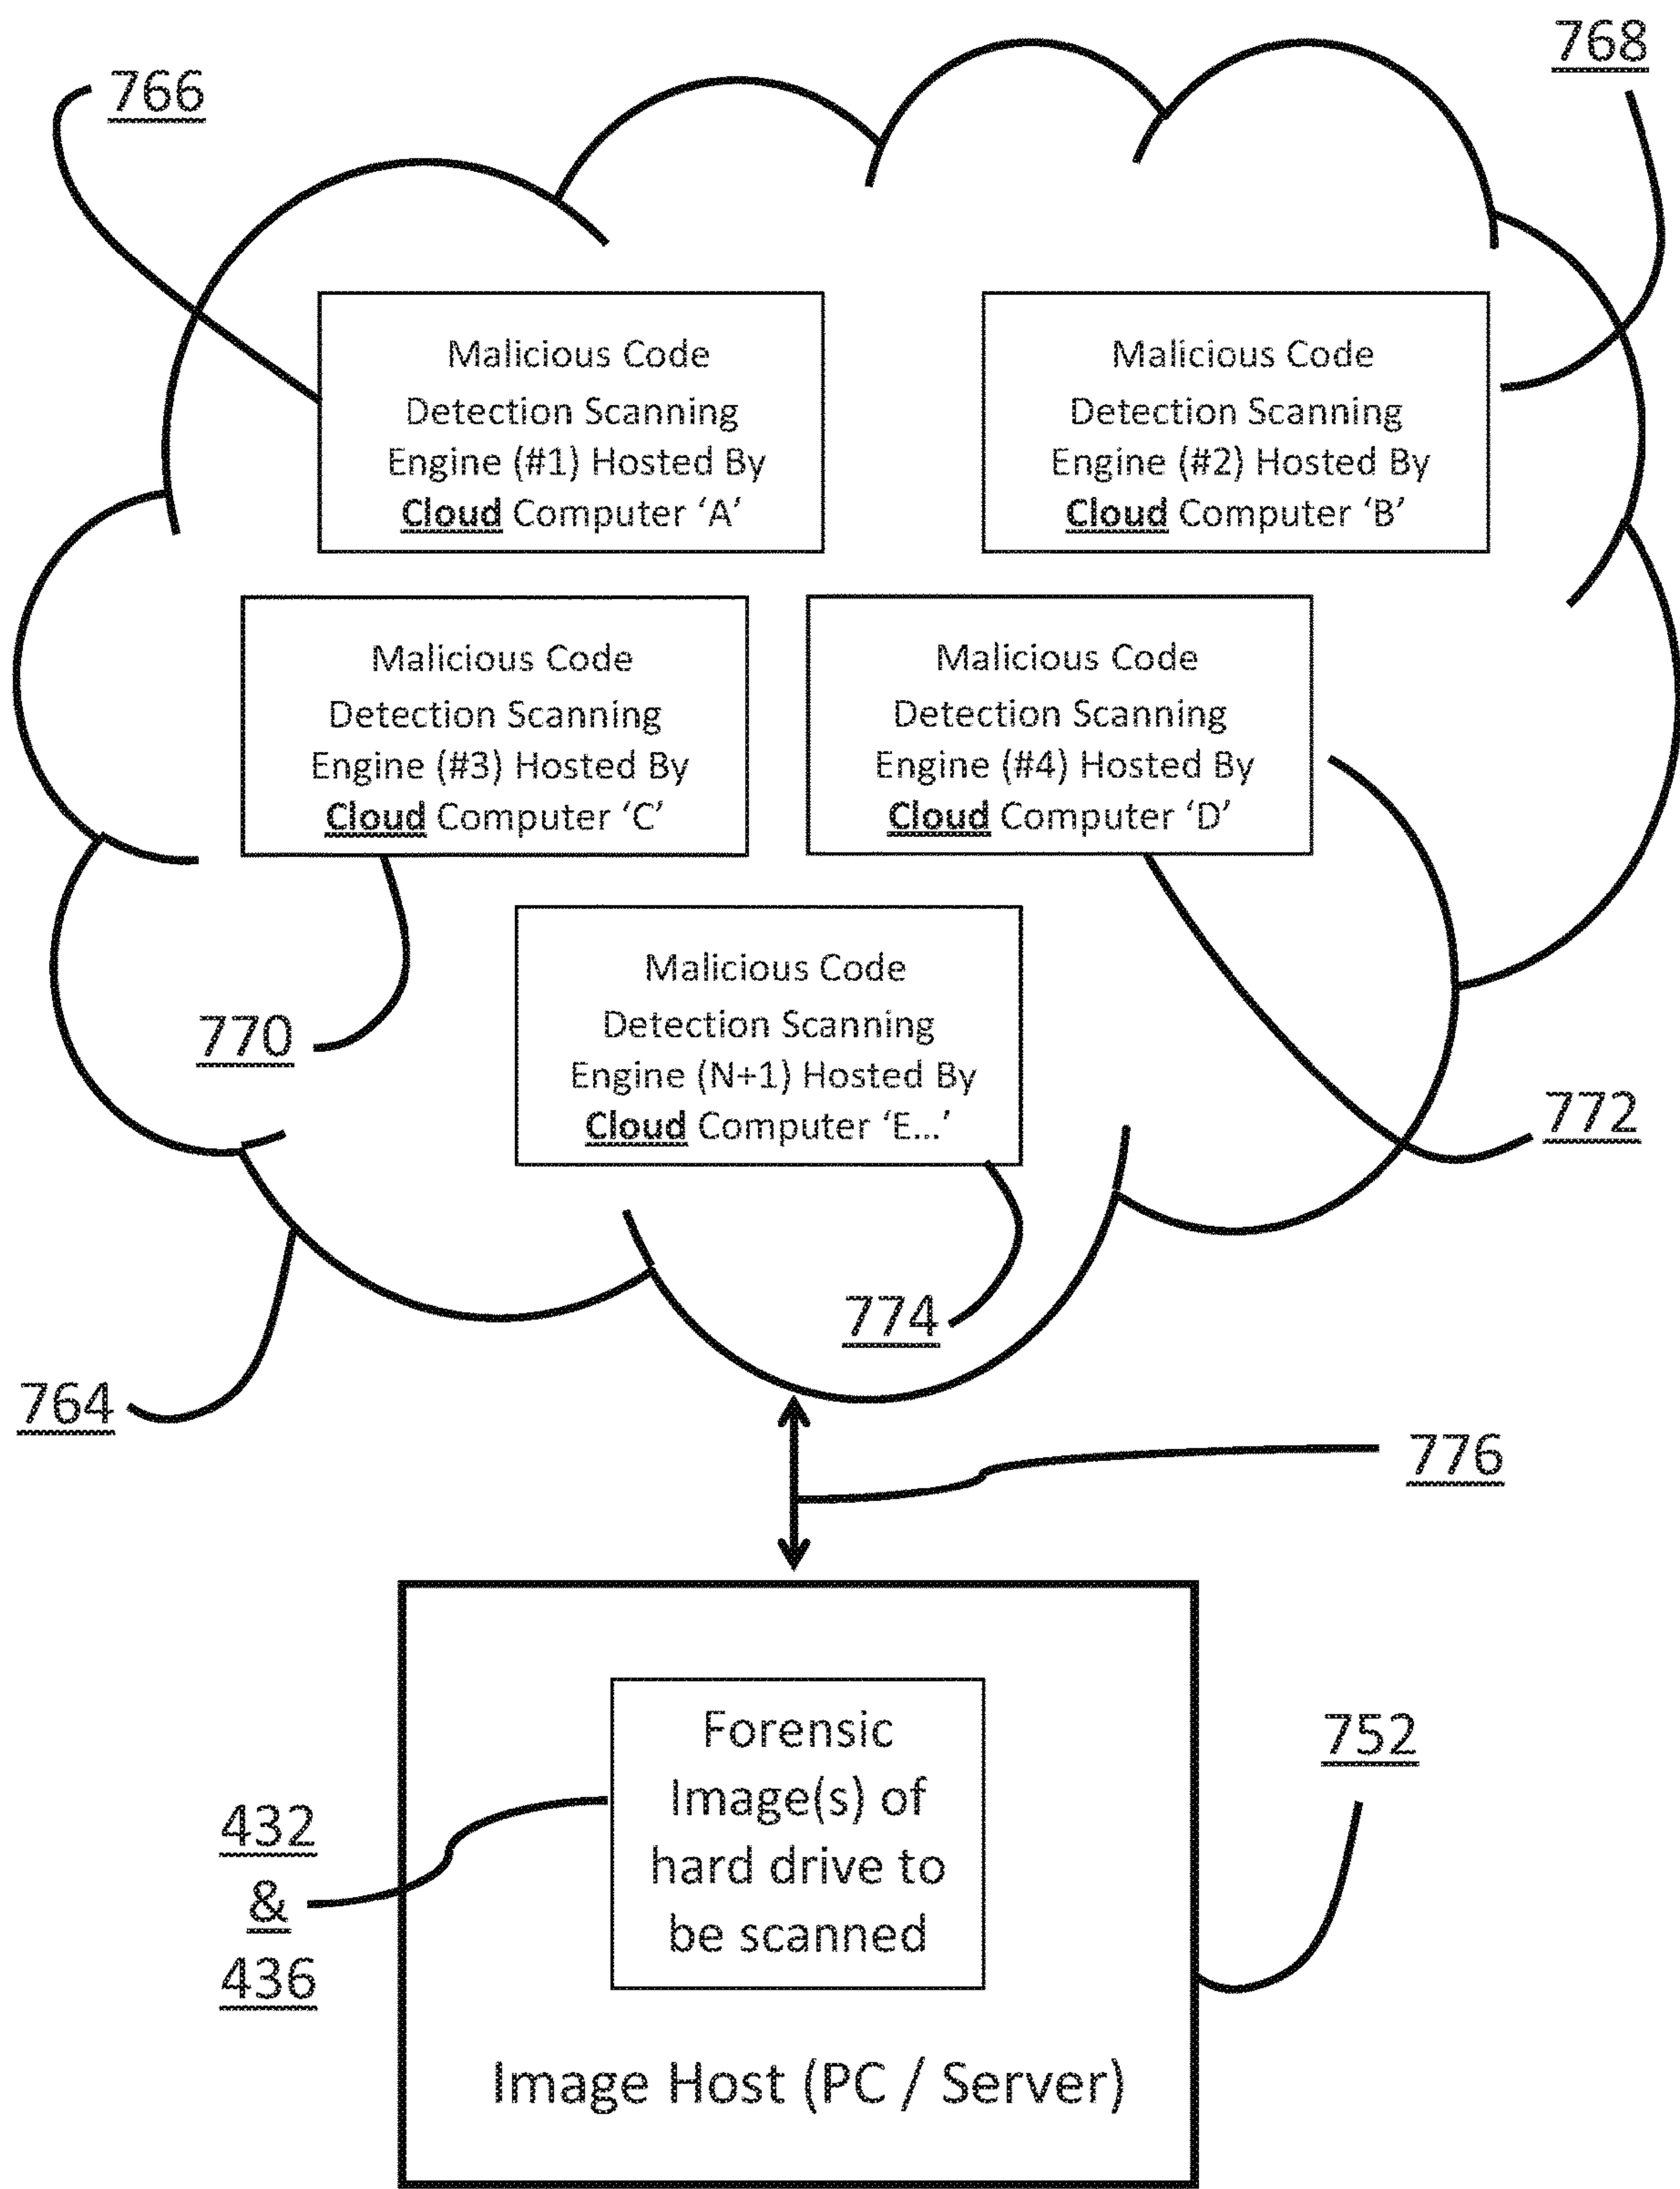 768
766
Malicious Code
Detection Scanning
Engine (#1) Hosted By
Cloud Computer ‘A’
Malicious Code
Detection Scanning
Engine (#2) Hosted By
Cloud Computer ‘B’
Malicious Code
Detection Scanning
Engine (#3) Hosted By
Cloud Computer ‘C’
Malicious Code
Detection Scanning
Engine (#4) Hosted By
Cloud Computer ‘D’
770
Malicious Code
Detection Scanning
Engine (N+1) Hosted By
Cloud Computer ‘E...’
772
774
764
776
Forensic
Image(s) of
hard drive to
be scanned
752
432
&
436
Image Host (PC / Server)